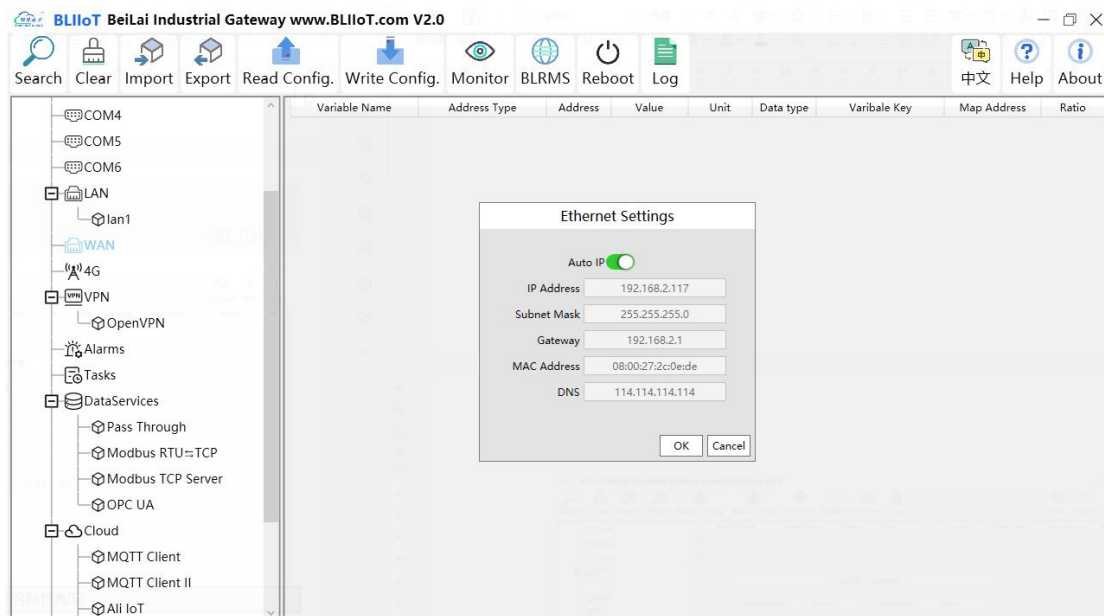 BLIIoT BeiLai Industrial Gateway www.BLIIoT.com V2.0
Search Clear Import Export Read Config. Write Config. Monitor BLRMS Reboot Log 中文 Help About
Variable Name Address Type Address Value Unit Data type Varibale Key Map Address Ratio
COM4
COM5
COM6
LAN
lan1
WAN
4G
VPN VPN
OpenVPN
Alarms
Tasks
DataServices
Pass Through
Modbus RTU⇆TCP
Modbus TCP Server
OPC UA
Cloud
MQTT Client
MQTT Client II
Ali IoT
Ethernet Settings
Auto IP
IP Address 192.168.2.117
Subnet Mask 255.255.255.0
Gateway 192.168.2.1
MAC Address 08:00:27:2c:0e:de
DNS 114.114.114.114
OK Cancel